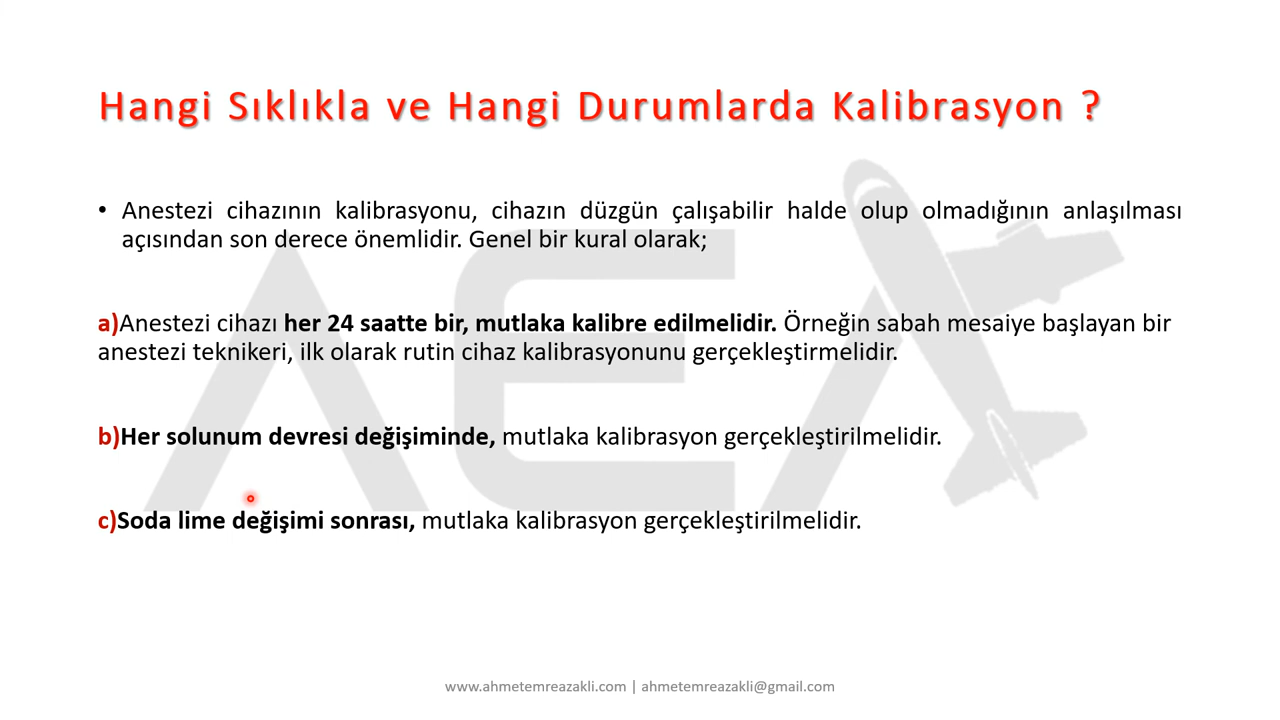 Hangi Sıklıkla ve Hangi Durumlarda Kalibrasyon ?
• Anestezi cihazının kalibrasyonu, cihazın düzgün çalışabilir halde olup olmadığının anlaşılması
açısından son derece önemlidir. Genel bir kural olarak;
a)Anestezi cihazı her 24 saatte bir, mutlaka kalibre edilmelidir. Örneğin sabah mesaiye başlayan bir
anestezi teknikeri, ilk olarak rutin cihaz kalibrasyonunu gerçekleştirmelidir.
b)Her solunum devresi değişiminde, mutlaka kalibrasyon gerçekleştirilmelidir.
c)Soda lime değişimi sonrası, mutlaka kalibrasyon gerçekleştirilmelidir.
AEA
www.ahmetemreazakli.com | ahmetemreazakli@gmail.com